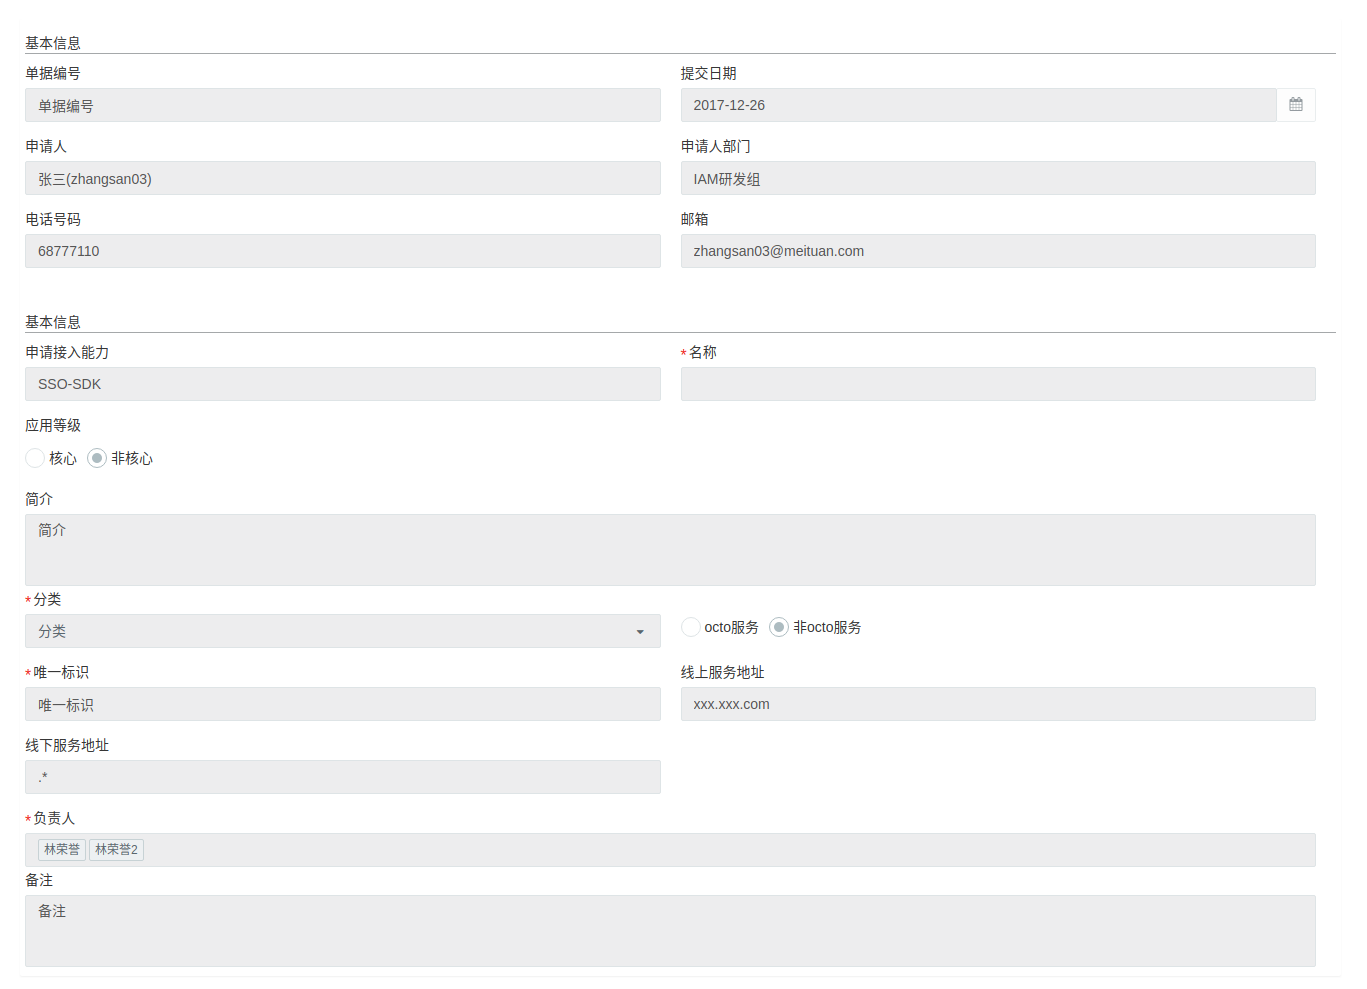 基本信息
单据编号 提交日期
单据编号 2017-12-26
申请人 申请人部门
张三(zhangsan03) IAM研发组
电话号码 邮箱
68777110 zhangsan03@meituan.com
基本信息
申请接入能力 *名称
SSO-SDK
应用等级
核心 非核心
简介
简介
*分类
分类 octo服务 非octo服务
*唯一标识 线上服务地址
唯一标识 xxx.xxx.com
线下服务地址
.*
*负责人
林荣誉 林荣誉2
备注
备注